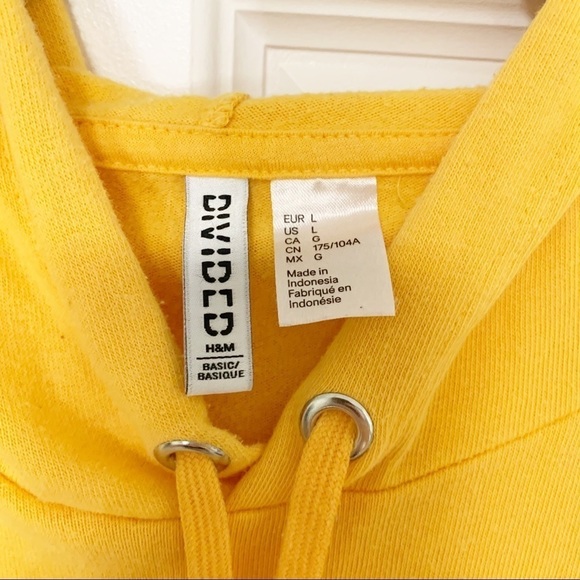 DIVIDED
H&M
BASIC/
BASIQUE
EUR L
US L
CA G
CN 175/104A
MX G
Made in
Indonesia
Fabriqué en
Indonésie